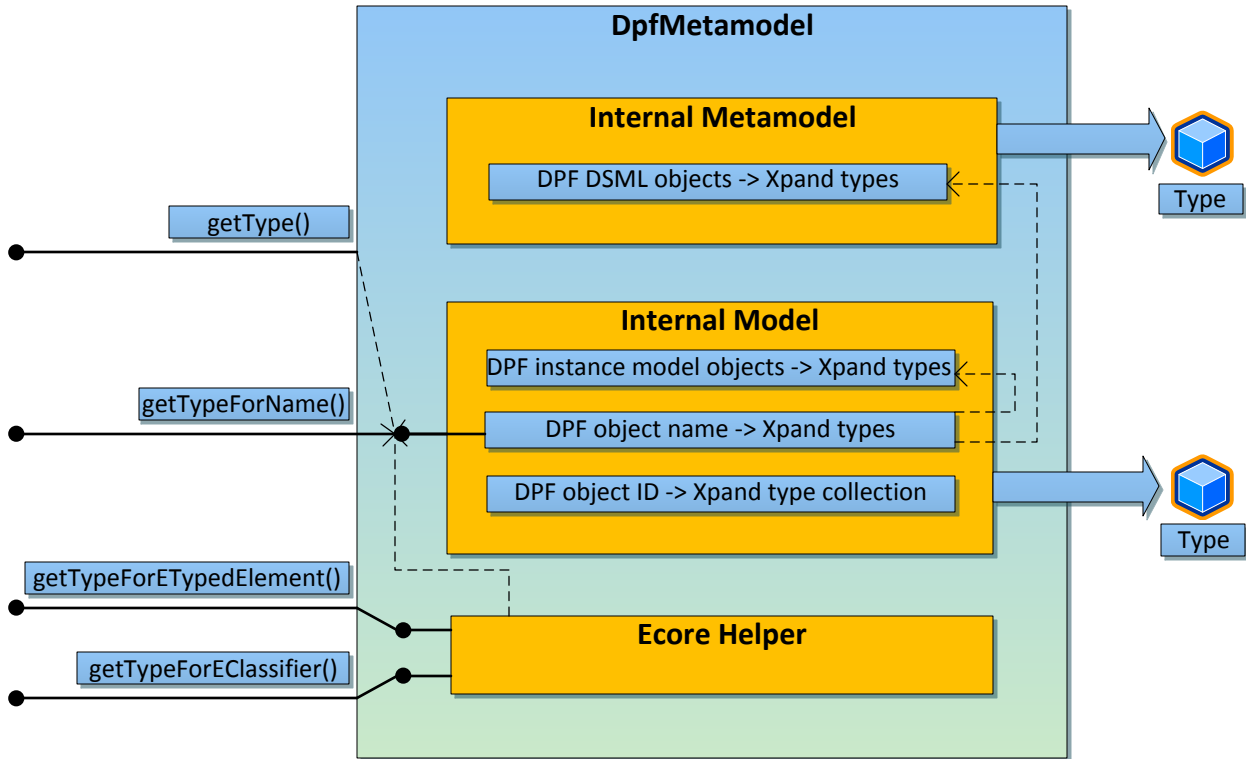 DpfMetamodel
Internal Metamodel
DPF DSML objects -> Xpand types
Type
getType()
Internal Model
DPF instance model objects -> Xpand types
getTypeForName()
DPF object name -> Xpand types
DPF object ID -> Xpand type collection
Type
getTypeForETypedElement()
Ecore Helper
getTypeForEClassifier()